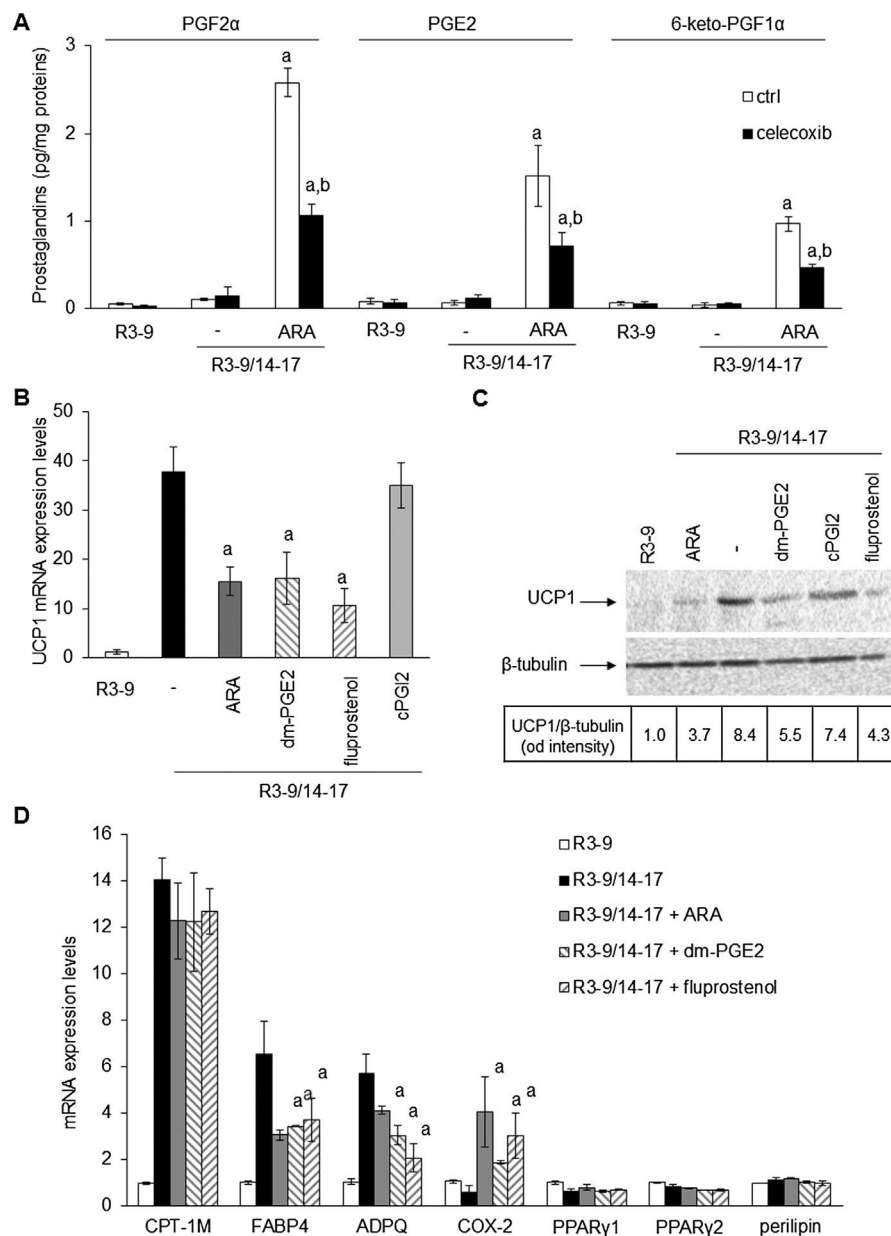 A
PGF2α PGE2 6-keto-PGF1α
Prostaglandins (pg/mg proteins)
3
2
1
0
ctrl
celecoxib
a
a,b
a
a,b
a
a,b
R3-9 - ARA R3-9 - ARA R3-9 - ARA
R3-9/14-17 R3-9/14-17 R3-9/14-17
B
UCP1 mRNA expression levels
50
40
30
20
10
0
a
a
a
R3-9 - ARA dm-PGE2 fluprostenol cPGI2
R3-9/14-17
C
R3-9/14-17
R3-9 ARA - dm-PGE2 cPGI2 fluprostenol
UCP1
β-tubulin
UCP1/β-tubulin 1.0 3.7 8.4 5.5 7.4 4.3
(od intensity)
D
mRNA expression levels
16
14
12
10
8
6
4
2
0
R3-9
R3-9/14-17
R3-9/14-17 + ARA
R3-9/14-17 + dm-PGE2
R3-9/14-17 + fluprostenol
a a a
a a a
a a a
CPT-1M FABP4 ADPQ COX-2 PPARγ1 PPARγ2 perilipin